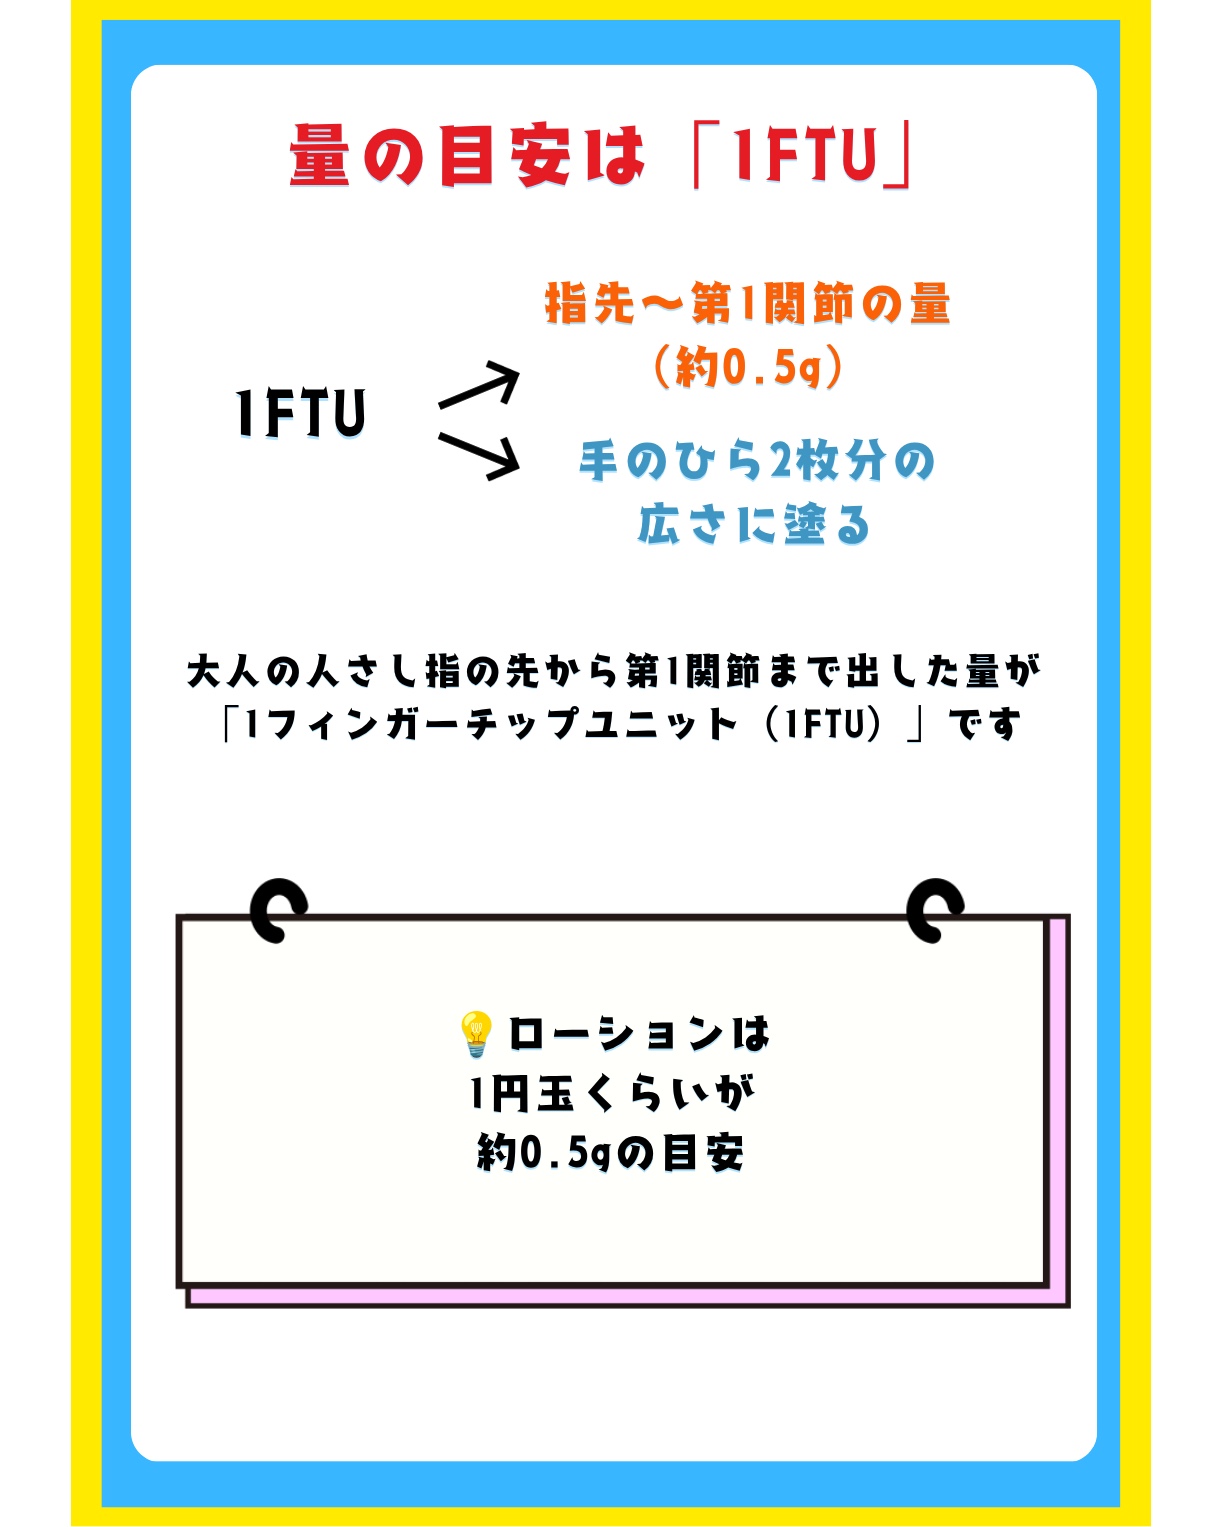 量の目安は「1FTU」
1FTU
指先～第1関節の量
（約0.5g）
手のひら2枚分の
広さに塗る
大人の人さし指の先から第1関節まで出した量が
「1フィンガーチップユニット（1FTU）」です
💡ローションは
1円玉くらいが
約0.5gの目安